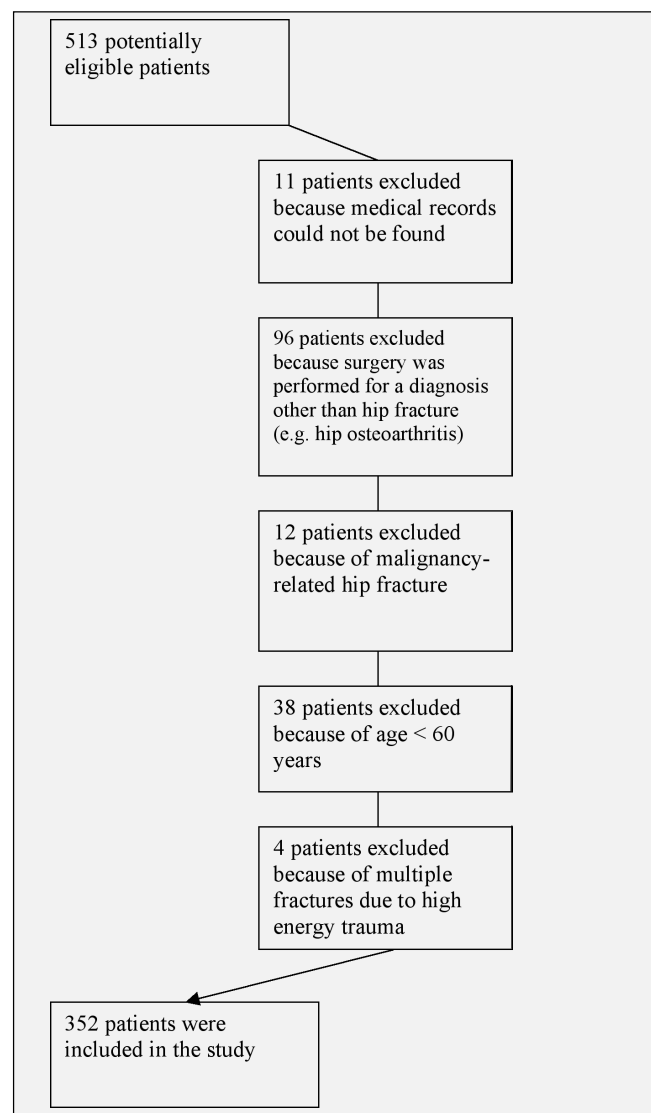 513 potentially
eligible patients
11 patients excluded
because medical records
could not be found
96 patients excluded
because surgery was
performed for a diagnosis
other than hip fracture
(e.g. hip osteoarthritis)
12 patients excluded
because of malignancy-
related hip fracture
38 patients excluded
because of age < 60
years
4 patients excluded
because of multiple
fractures due to high
energy trauma
352 patients were
included in the study